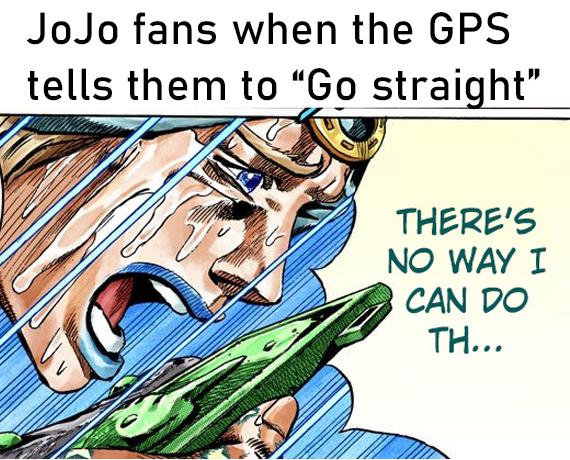 JoJo fans when the GPS
tells them to “Go straight”
THERE'S
NO WAY I
CAN DO
TH...